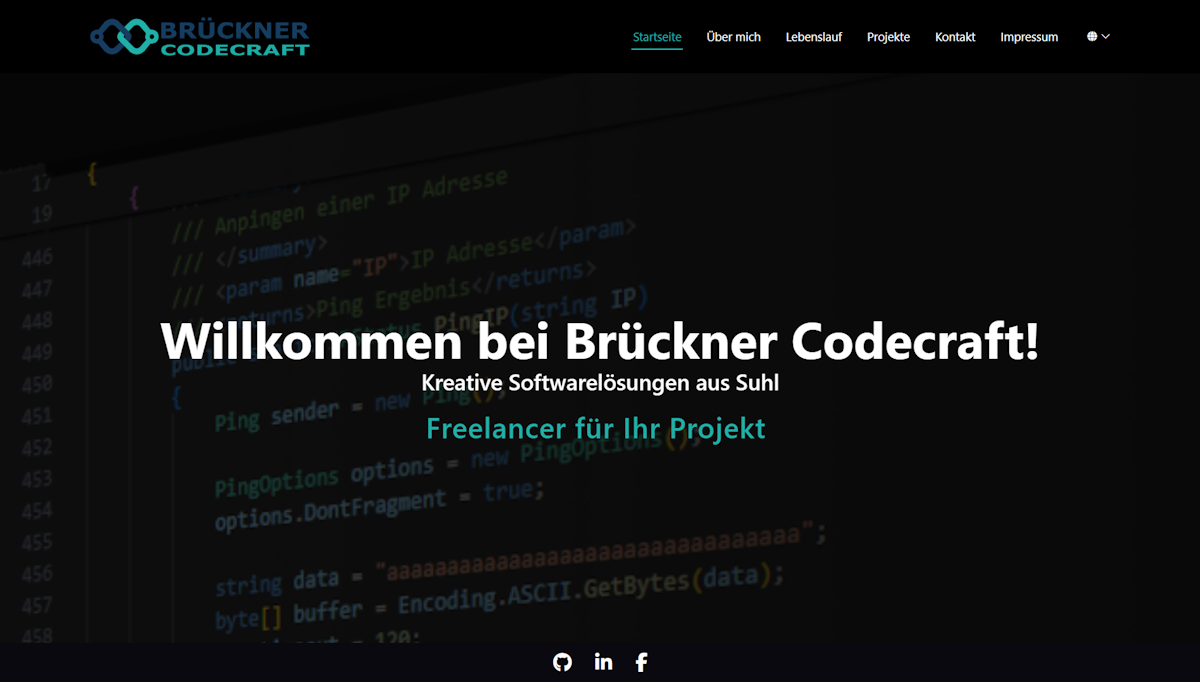 BRÜCKNER
CODECRAFT
Startseite Über mich Lebenslauf Projekte Kontakt Impressum
17 {
19 {
/// Anpingen einer IP Adresse
446 /// </summary>
447 /// <param name="IP">IP Adresse</param>
448 /// <returns>Ping Ergebnis</returns>
449 PingIP(string IP)
Willkommen bei Brückner Codecraft!
Kreative Softwarelösungen aus Suhl
Freelancer für Ihr Projekt
450 {
451 Ping sender = new Ping();
452
453 PingOptions options = new PingOptions();
454 options.DontFragment = true;
455
456 string data = "aaaaaaaaaaaaaaaaaaaaaaaaaaaaaaaa";
457 byte[] buffer = Encoding.ASCII.GetBytes(data);
458 = 120;